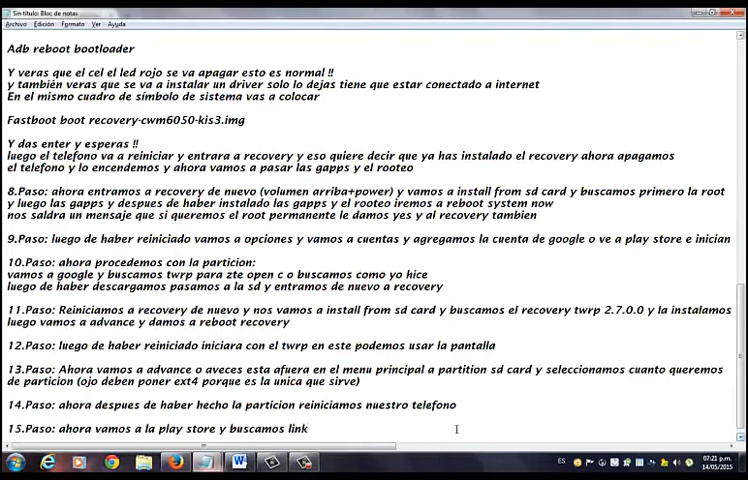 Sin título: Bloc de notas
Archivo Edición Formato Ver Ayuda
Adb reboot bootloader
Y veras que el cel el led rojo se va apagar esto es normal !!
y también veras que se va a instalar un driver solo lo dejas tiene que estar conectado a internet
En el mismo cuadro de símbolo de sistema vas a colocar
Fastboot boot recovery-cwm6050-kis3.img
Y das enter y esperas !!
luego el telefono va a reiniciar y entrara a recovery y eso quiere decir que ya has instalado el recovery ahora apagamos
el telefono y lo encendemos y ahora vamos a pasar las gapps y el rooteo
8.Paso: ahora entramos a recovery de nuevo (volumen arriba+power) y vamos a install from sd card y buscamos primero la root
y luego las gapps y despues de haber instalado las gapps y el rooteo iremos a reboot system now
nos saldra un mensaje que si queremos el root permanente le damos yes y al recovery tambien
9.Paso: luego de haber reiniciado vamos a opciones y vamos a cuentas y agregamos la cuenta de google o ve a play store e inician
10.Paso: ahora procedemos con la particion:
vamos a google y buscamos twrp para zte open c o buscamos como yo hice
luego de haber descargamos pasamos a la sd y entramos de nuevo a recovery
11.Paso: Reiniciamos a recovery de nuevo y nos vamos a install from sd card y buscamos el recovery twrp 2.7.0.0 y la instalamos
luego vamos a advance y damos a reboot recovery
12.Paso: luego de haber reiniciado iniciara con el twrp en este podemos usar la pantalla
13.Paso: Ahora vamos a advance o aveces esta afuera en el menu principal a partition sd card y seleccionamos cuanto queremos
de particion (ojo deben poner ext4 porque es la unica que sirve)
14.Paso: ahora despues de haber hecho la particion reiniciamos nuestro telefono
15.Paso: ahora vamos a la play store y buscamos link
ES
07:21 p.m.
14/05/2015